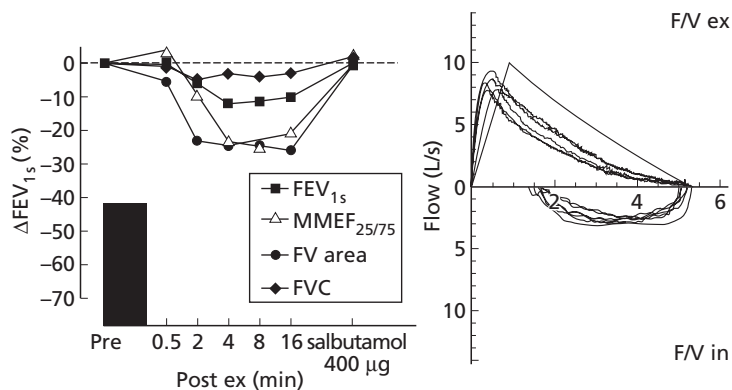 ΔFEV1s (%)
0
−10
−20
−30
−40
−50
−60
−70
FEV1s
MMEF25/75
FV area
FVC
Pre 0.5 2 4 8 16 salbutamol
400 μg
Post ex (min)
F/V ex
Flow (L/s)
10
5
0
2 4 6
5
10
F/V in